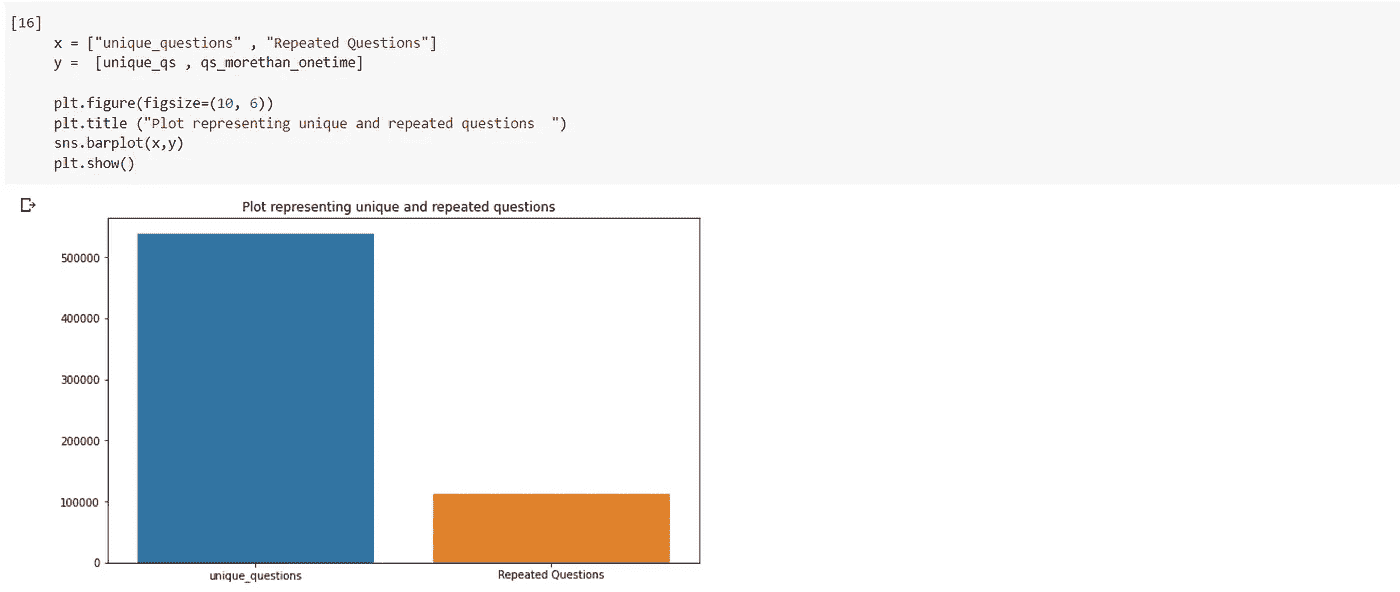 [16]
x = ["unique_questions" , "Repeated Questions"]
y =  [unique_qs , qs_morethan_onetime]
plt.figure(figsize=(10, 6))
plt.title ("Plot representing unique and repeated questions  ")
sns.barplot(x,y)
plt.show()
Plot representing unique and repeated questions
500000
400000
300000
200000
100000
0
unique_questions
Repeated Questions